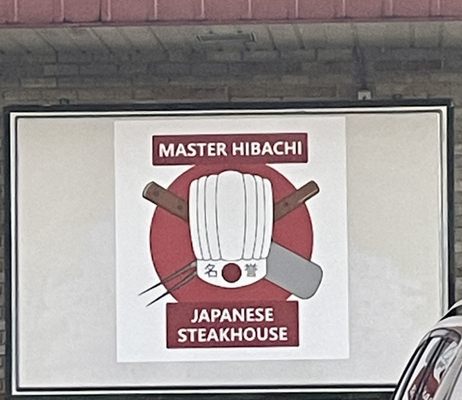 MASTER HIBACHI
名 誉
JAPANESE
STEAKHOUSE